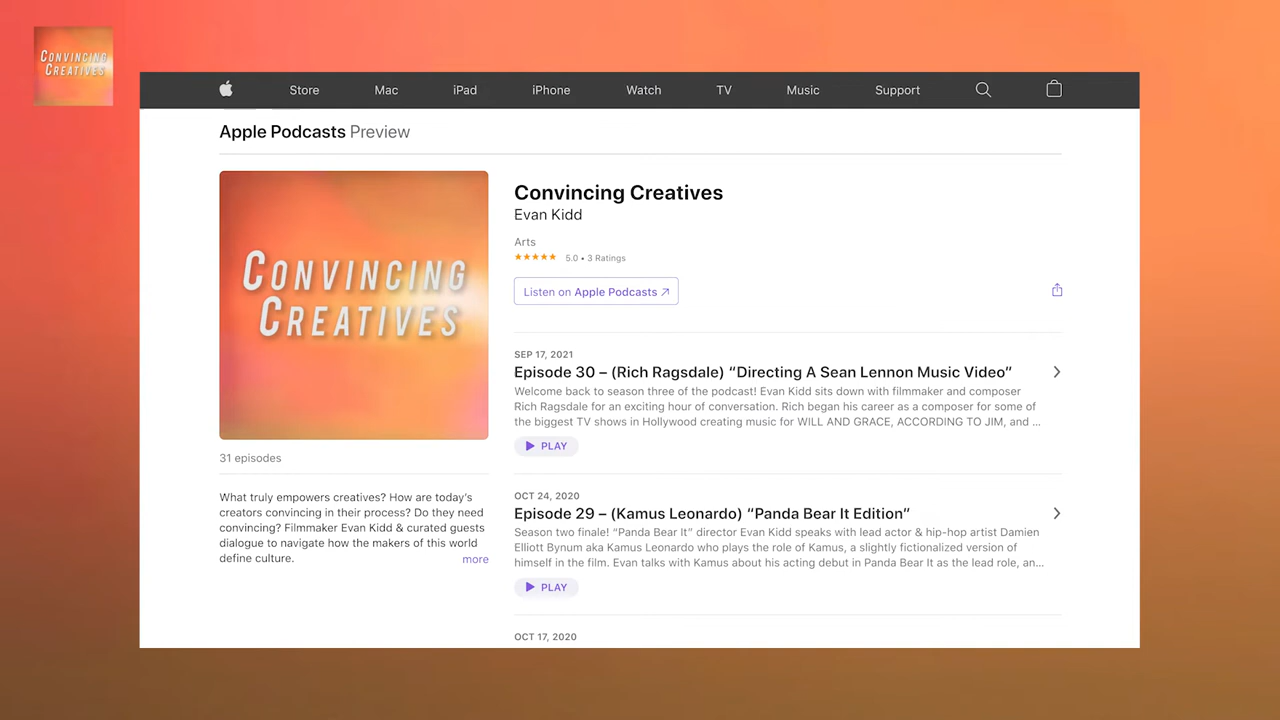 CONVINCING
CREATIVES
Store Mac iPad iPhone Watch TV Music Support
Apple Podcasts Preview
CONVINCING
CREATIVES
31 episodes
What truly empowers creatives? How are today's
creators convincing in their process? Do they need
convincing? Filmmaker Evan Kidd & curated guests
dialogue to navigate how the makers of this world
define culture.
more
Convincing Creatives
Evan Kidd
Arts
★★★★★ 5.0 • 3 Ratings
Listen on Apple Podcasts ↗
SEP 17, 2021
Episode 30 – (Rich Ragsdale) “Directing A Sean Lennon Music Video”
Welcome back to season three of the podcast! Evan Kidd sits down with filmmaker and composer
Rich Ragsdale for an exciting hour of conversation. Rich began his career as a composer for some of
the biggest TV shows in Hollywood creating music for WILL AND GRACE, ACCORDING TO JIM, and ...
PLAY
OCT 24, 2020
Episode 29 – (Kamus Leonardo) “Panda Bear It Edition”
Season two finale! “Panda Bear It” director Evan Kidd speaks with lead actor & hip-hop artist Damien
Elliott Bynum aka Kamus Leonardo who plays the role of Kamus, a slightly fictionalized version of
himself in the film. Evan talks with Kamus about his acting debut in Panda Bear It as the lead role, an...
PLAY
OCT 17, 2020